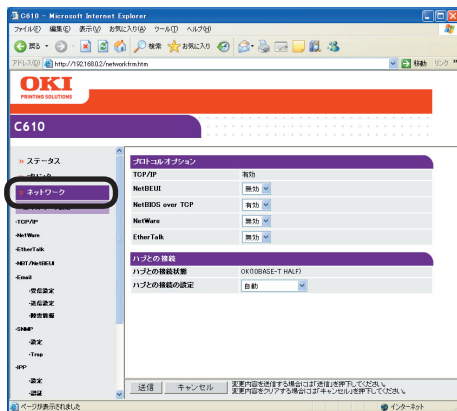 C610 - Microsoft Internet Explorer
ファイル(F) 編集(E) 表示(V) お気に入り(A) ツール(T) ヘルプ(H)
戻る 検索 お気に入り
アドレス(D) http://192.168.0.2/networkfrm.htm 移動 リンク »
OKI
PRINTING SOLUTIONS
C610
ステータス
ネットワーク
-TCP/IP
-NetWare
-EtherTalk
-NBT/NetBEUI
-Email
-受信設定
-送信設定
-障害情報
-SNMP
-設定
-Trap
-IPP
-設定
-認証
プロトコルオプション
TCP/IP 有効
NetBEUI 無効
NetBIOS over TCP 有効
NetWare 無効
EtherTalk 無効
ハブとの接続
ハブとの接続状態 OK(100BASE-T HALF)
ハブとの接続の設定 自動
送信 キャンセル
変更内容を送信する場合には「送信」を押下してください。
変更内容をクリアする場合には「キャンセル」を押下してください。
ページが表示されました インターネット